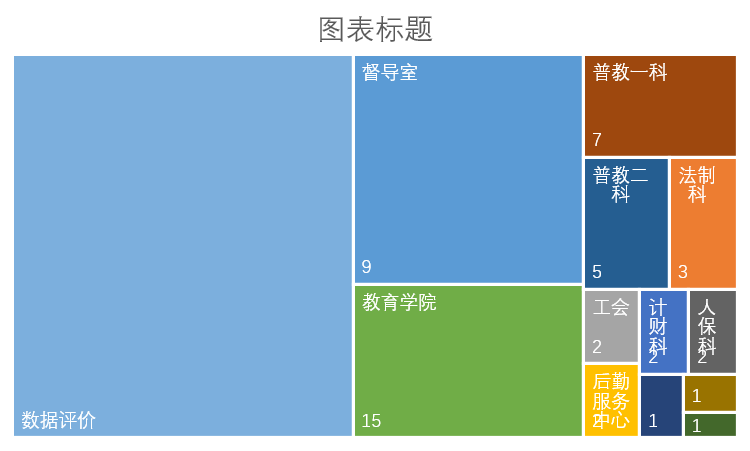 图表标题
督导室
9
普教一科
7
普教二
科
5
法制
科
3
教育学院
15
数据评价
工会
2
计
财
科
2
人
保
科
2
后勤
服务
中心
2
1
1
1